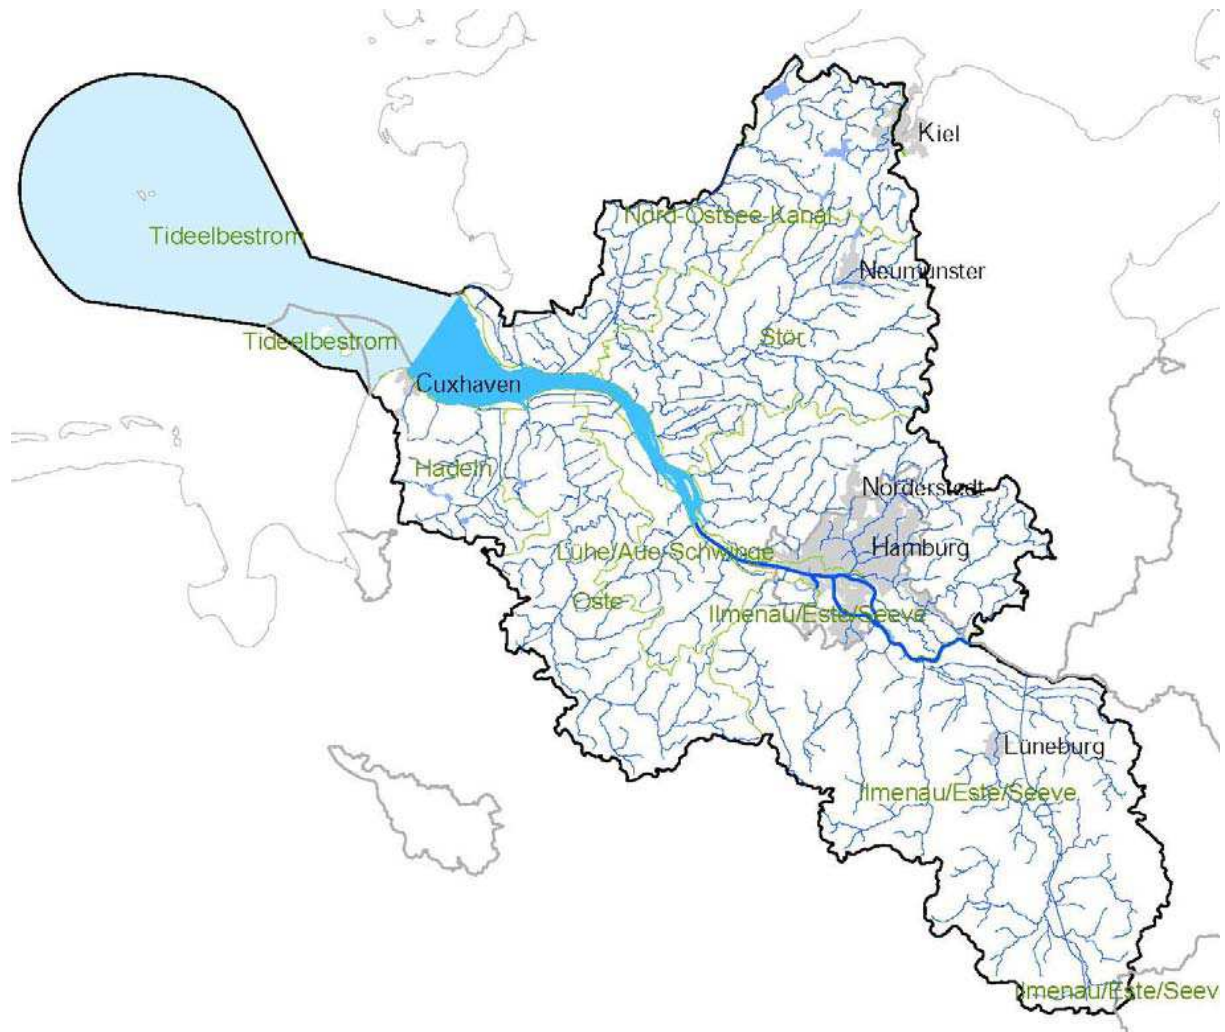 Kiel
Nord-Ostsee-Kanal
Tideelbestrom
Neumünster
Tideelbestrom
Stör
Cuxhaven
Hadeln
Norderstedt
Lühe/Aue-Schwinge
Hamburg
Oste
Ilmenau/Este/Seeve
Lüneburg
Ilmenau/Este/Seeve
Ilmenau/Este/Seev